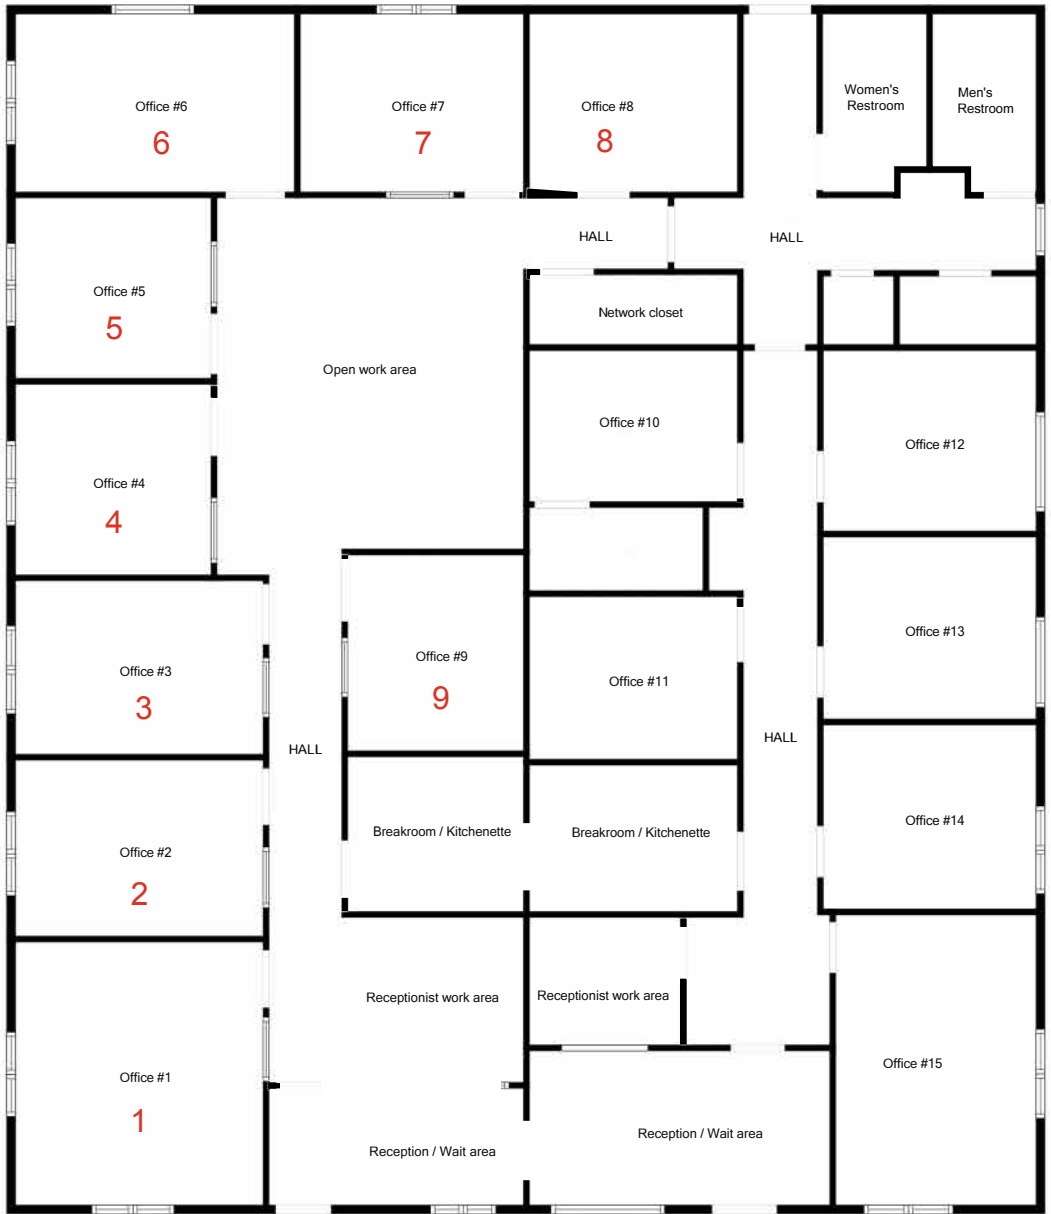 Office #6
6
Office #7
7
Office #8
8
Women's
Restroom
Men's
Restroom
HALL
HALL
Office #5
5
Network closet
Open work area
Office #10
Office #12
Office #4
4
Office #13
Office #9
9
Office #3
3
Office #11
HALL
HALL
Office #14
Breakroom / Kitchenette
Breakroom / Kitchenette
Office #2
2
Receptionist work area
Receptionist work area
Office #15
Office #1
1
Reception / Wait area
Reception / Wait area